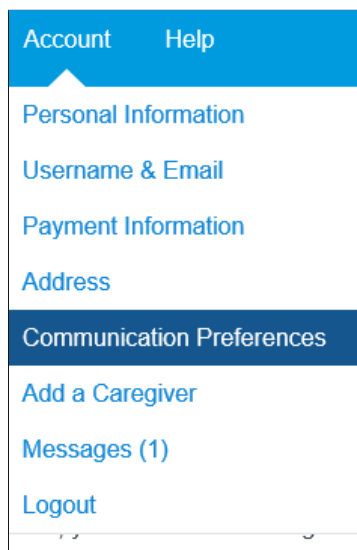 Account Help
Personal Information
Username & Email
Payment Information
Address
Communication Preferences
Add a Caregiver
Messages (1)
Logout